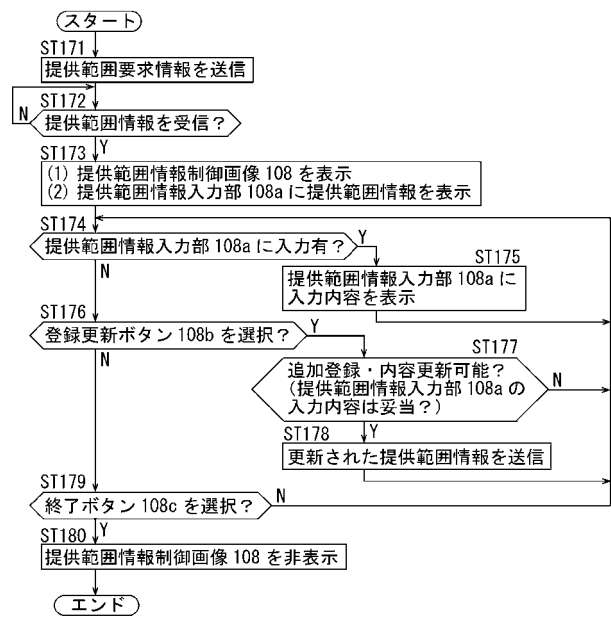 スタート
ST171
提供範囲要求情報を送信
ST172
N
提供範囲情報を受信?
Y
ST173
(1) 提供範囲情報制御画像 108 を表示
(2) 提供範囲情報入力部 108a に提供範囲情報を表示
ST174
提供範囲情報入力部 108a に入力有?
Y
N
ST175
提供範囲情報入力部 108a に
入力内容を表示
ST176
登録更新ボタン 108b を選択?
Y
N
ST177
追加登録・内容更新可能?
(提供範囲情報入力部 108a の
入力内容は妥当?)
N
Y
ST178
更新された提供範囲情報を送信
ST179
終了ボタン 108c を選択?
N
Y
ST180
提供範囲情報制御画像 108 を非表示
エンド